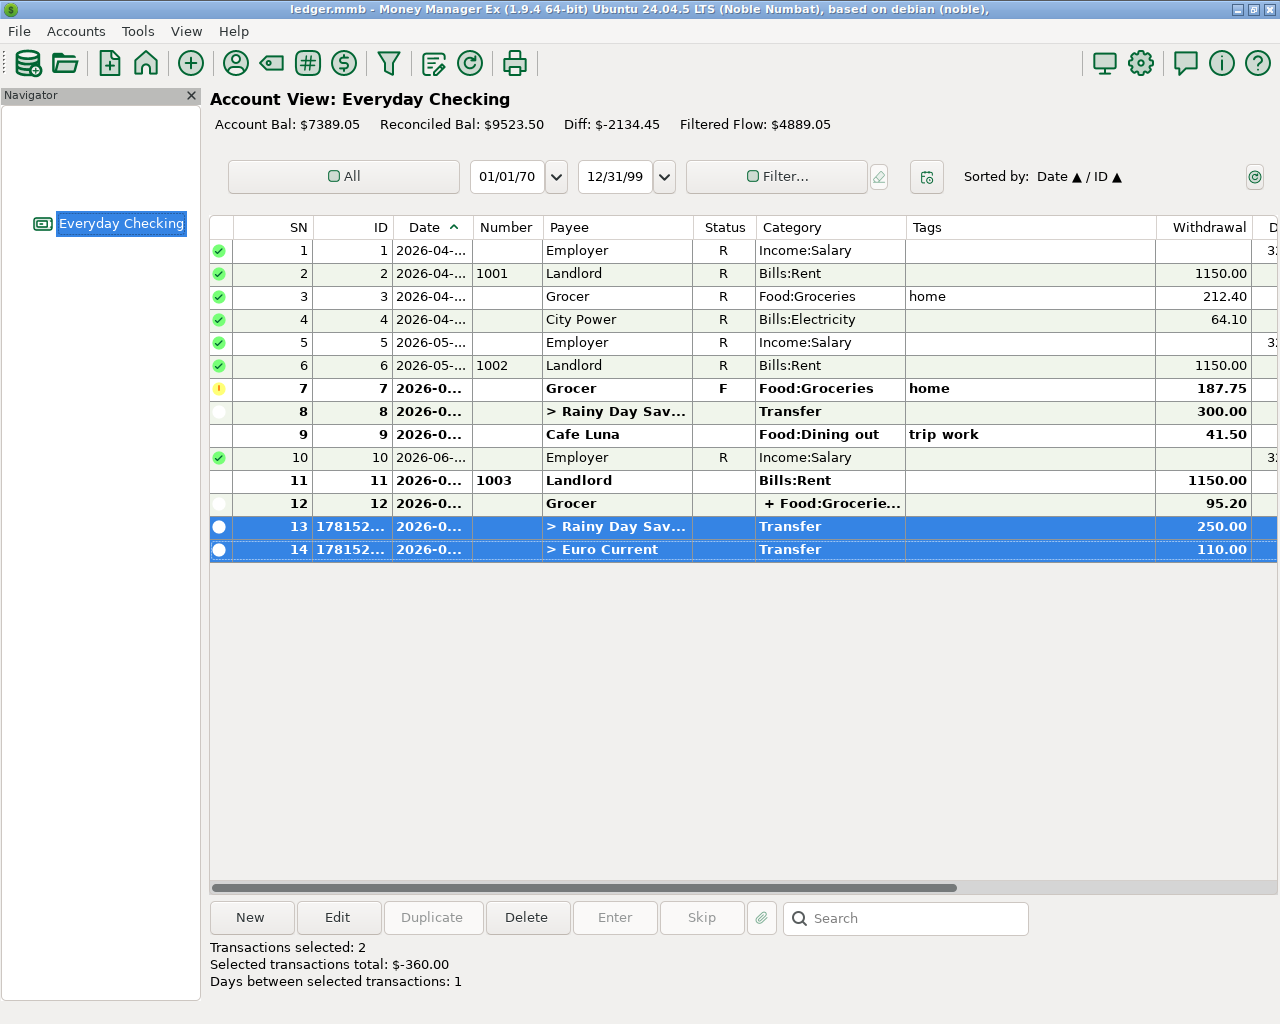 ledger.mmb - Money Manager Ex (1.9.4 64-bit) Ubuntu 24.04.5 LTS (Noble Numbat), based on debian (noble),
File Accounts Tools View Help
Navigator
Account View: Everyday Checking
Account Bal: $7389.05 Reconciled Bal: $9523.50 Diff: $-2134.45 Filtered Flow: $4889.05
All 01/01/70 12/31/99 Filter... Sorted by: Date ▲ / ID ▲
Everyday Checking
SN ID Date Number Payee Status Category Tags Withdrawal D
1 1 2026-04-... Employer R Income:Salary 32
2 2 2026-04-... 1001 Landlord R Bills:Rent 1150.00
3 3 2026-04-... Grocer R Food:Groceries home 212.40
4 4 2026-04-... City Power R Bills:Electricity 64.10
5 5 2026-05-... Employer R Income:Salary 32
6 6 2026-05-... 1002 Landlord R Bills:Rent 1150.00
7 7 2026-0... Grocer F Food:Groceries home 187.75
8 8 2026-0... > Rainy Day Sav... Transfer 300.00
9 9 2026-0... Cafe Luna Food:Dining out trip work 41.50
10 10 2026-06-... Employer R Income:Salary 32
11 11 2026-0... 1003 Landlord Bills:Rent 1150.00
12 12 2026-0... Grocer + Food:Grocerie... 95.20
13 178152... 2026-0... > Rainy Day Sav... Transfer 250.00
14 178152... 2026-0... > Euro Current Transfer 110.00
New Edit Duplicate Delete Enter Skip Search
Transactions selected: 2
Selected transactions total: $-360.00
Days between selected transactions: 1